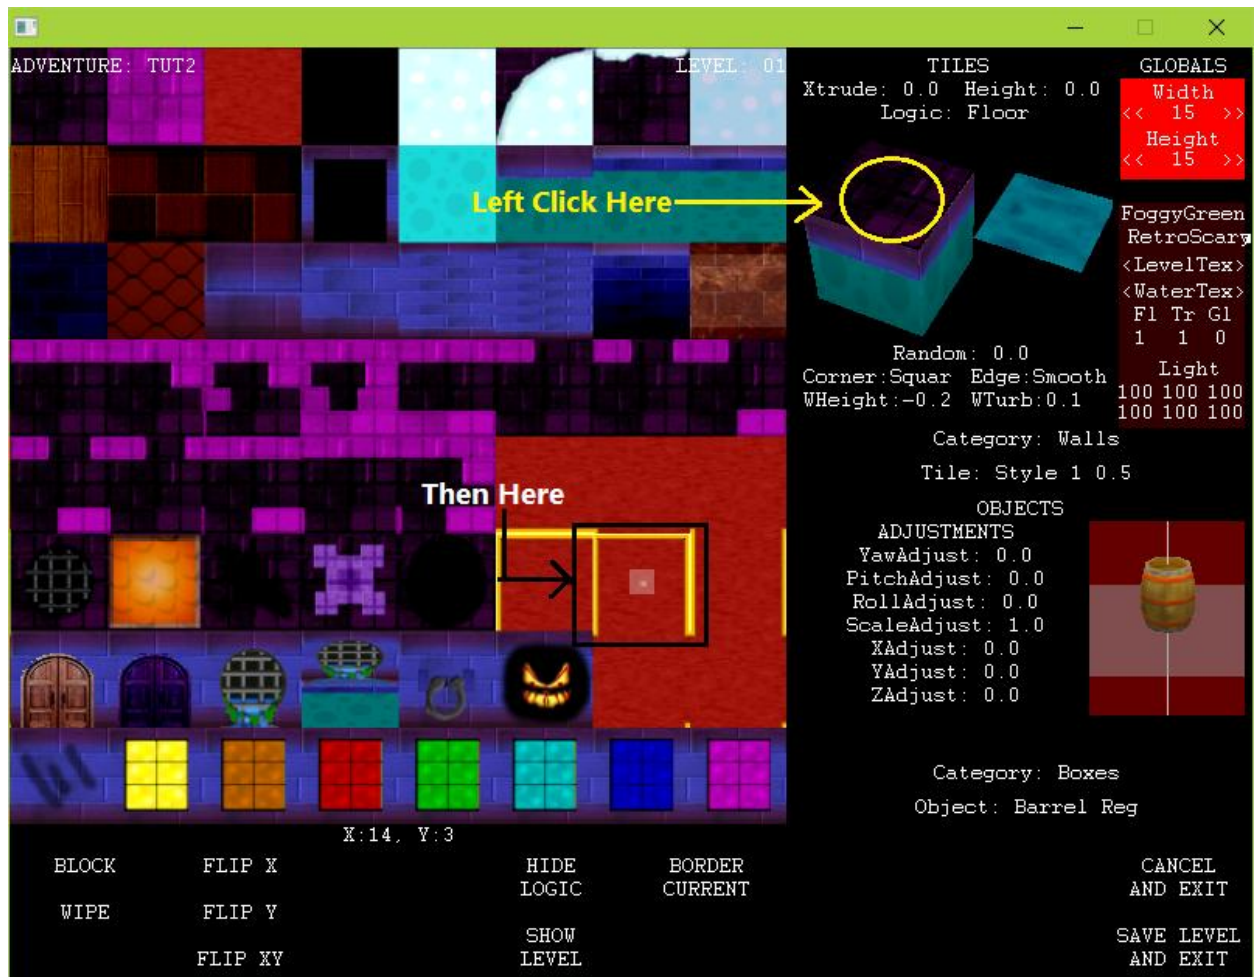 ADVENTURE: TUT2
LEVEL: 01
TILES
Xtrude: 0.0 Height: 0.0
Logic: Floor
GLOBALS
Width
<< 15 >>
Height
<< 15 >>
Left Click Here
FoggyGreen
RetroScary
<LevelTex>
<WaterTex>
Fl Tr Gl
1 1 0
Light
100 100 100
100 100 100
Random: 0.0
Corner:Squar Edge:Smooth
WHeight:-0.2 WTurb:0.1
Category: Walls
Tile: Style 1 0.5
Then Here
OBJECTS
ADJUSTMENTS
YawAdjust: 0.0
PitchAdjust: 0.0
RollAdjust: 0.0
ScaleAdjust: 1.0
XAdjust: 0.0
YAdjust: 0.0
ZAdjust: 0.0
Category: Boxes
Object: Barrel Reg
X:14, Y:3
BLOCK
WIPE
FLIP X
FLIP Y
FLIP XY
HIDE
LOGIC
SHOW
LEVEL
BORDER
CURRENT
CANCEL
AND EXIT
SAVE LEVEL
AND EXIT